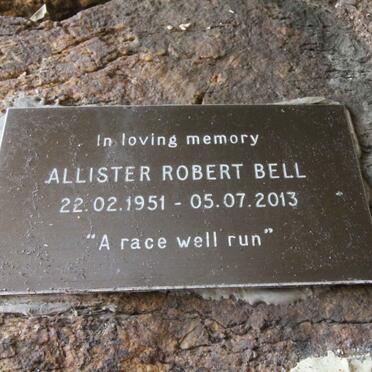 In loving memory
ALLISTER ROBERT BELL
22.02.1951 - 05.07.2013
"A race well run"